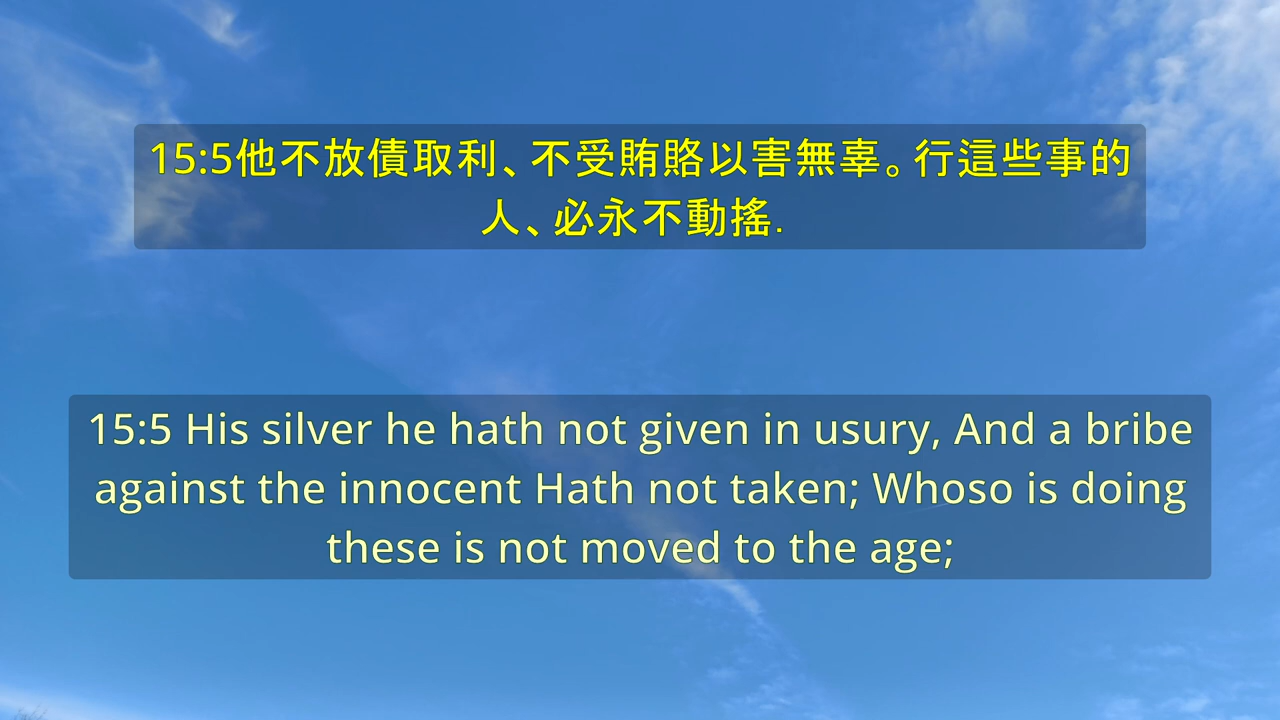 15:5他不放債取利、不受賄賂以害無辜。行這些事的
人、必永不動搖.
15:5 His silver he hath not given in usury, And a bribe
against the innocent Hath not taken; Whoso is doing
these is not moved to the age;